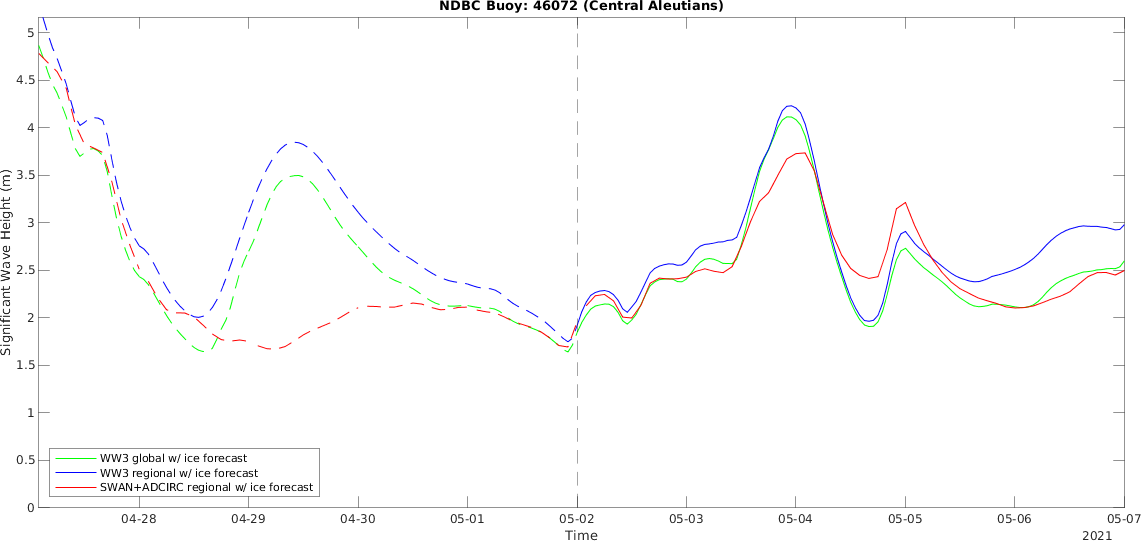 NDBC Buoy: 46072 (Central Aleutians)
5
4.5
4
3.5
3
2.5
2
1.5
1
0.5
0
Significant Wave Height (m)
WW3 global w/ ice forecast
WW3 regional w/ ice forecast
SWAN+ADCIRC regional w/ ice forecast
04-28 04-29 04-30 05-01 05-02 05-03 05-04 05-05 05-06 05-07
Time
2021